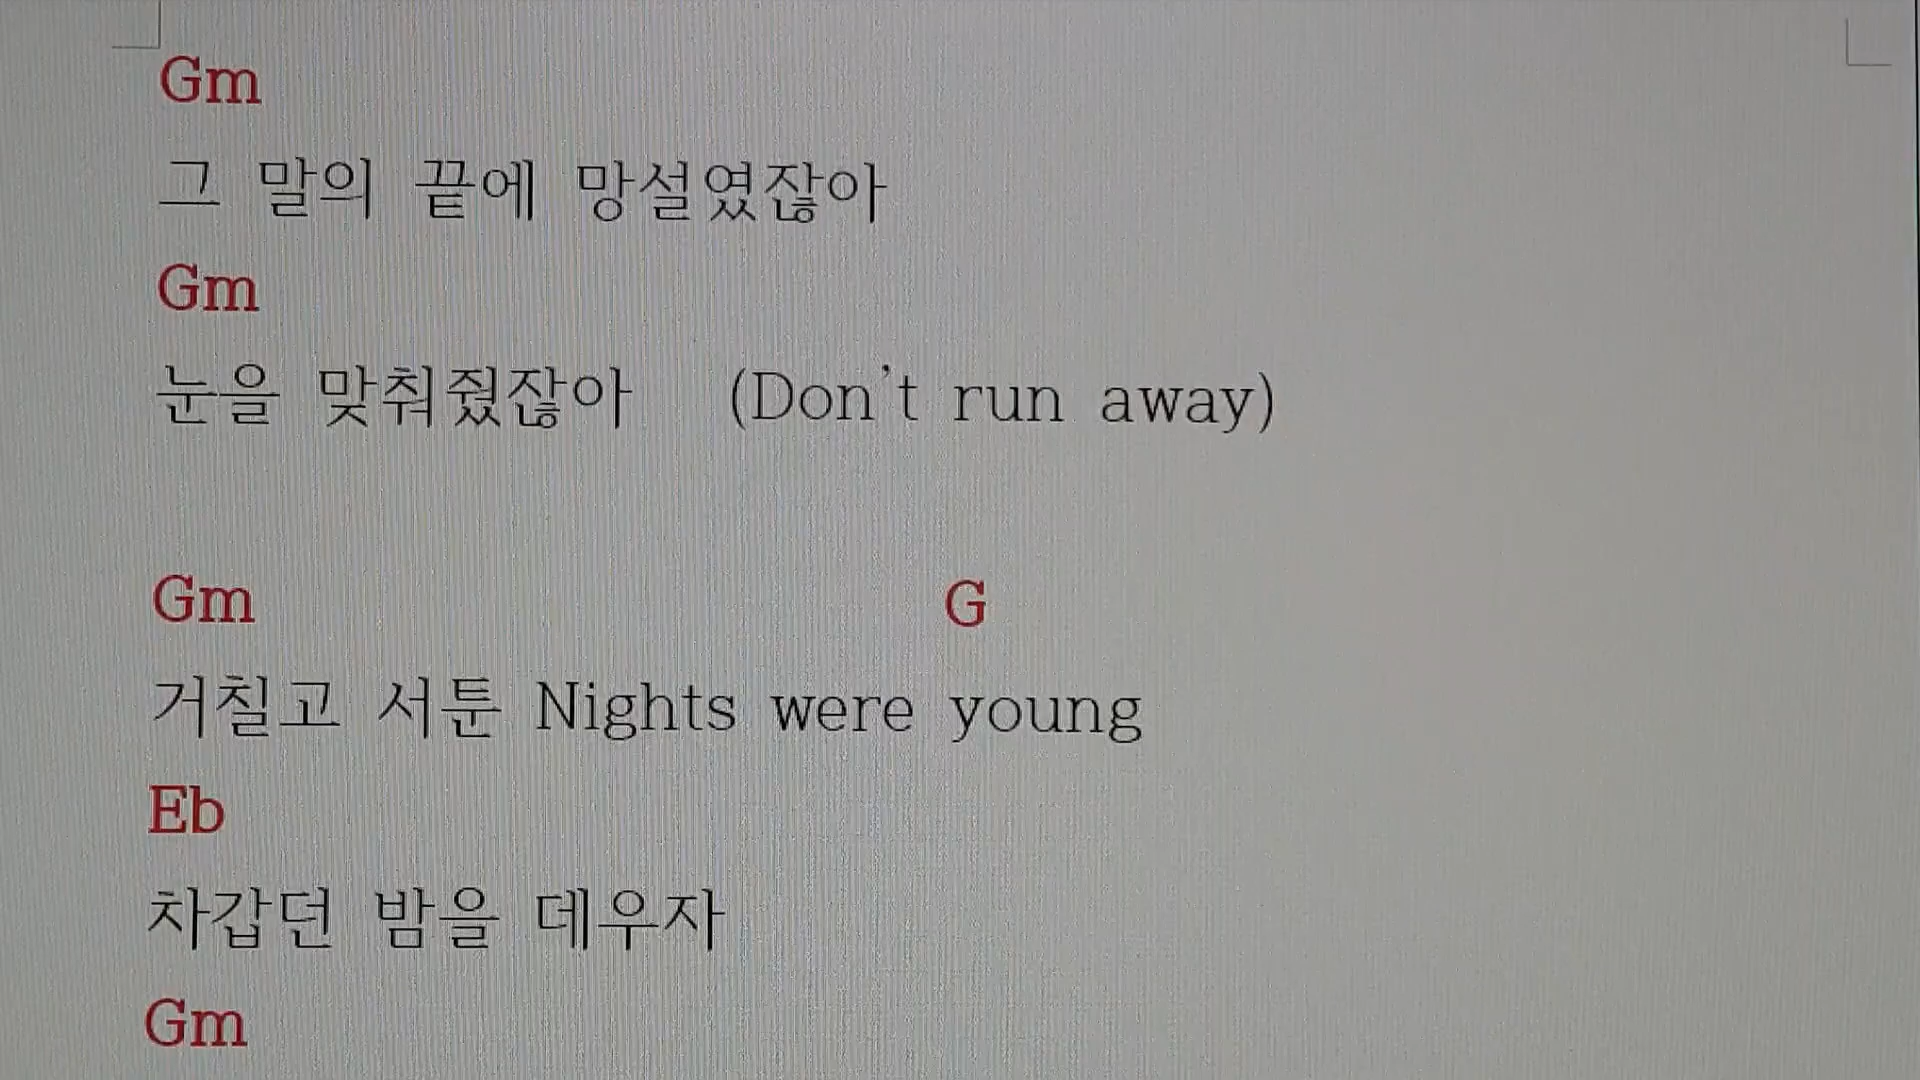 Gm
그 말의 끝에 망설였잖아
Gm
눈을 맞춰줬잖아 (Don't run away)
Gm G
거칠고 서툰 Nights were young
Eb
차갑던 밤을 데우자
Gm